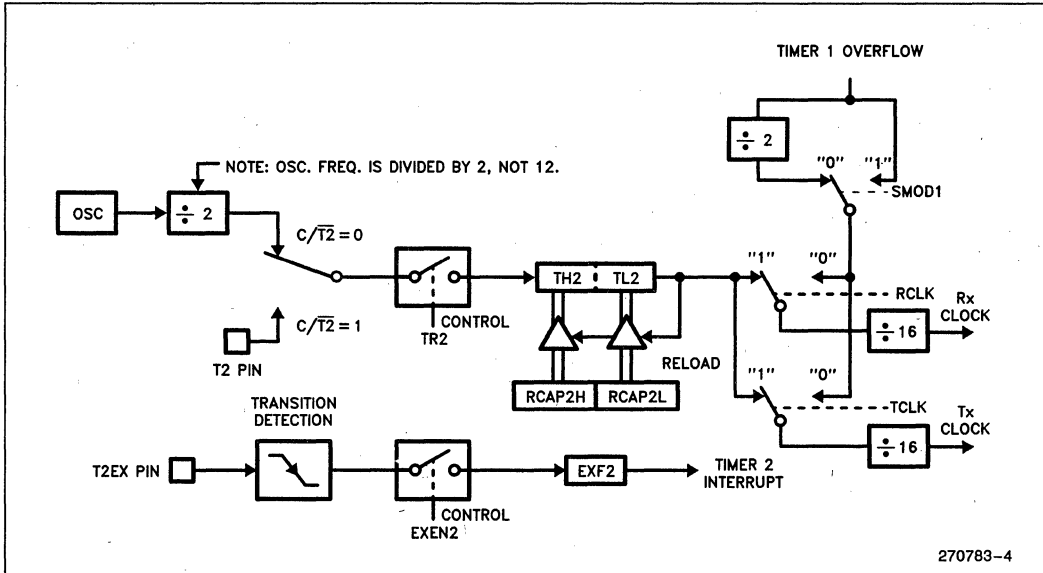 TIMER 1 OVERFLOW
÷ 2
"0" "1"
SMOD1
NOTE: OSC. FREQ. IS DIVIDED BY 2, NOT 12.
OSC
÷ 2
C/T̅2̅ = 0
C/T̅2̅ = 1
T2 PIN
CONTROL
TR2
TH2 TL2
RCAP2H RCAP2L
RELOAD
"1" "0"
RCLK
Rx
CLOCK
÷ 16
"1" "0"
TCLK
Tx
CLOCK
÷ 16
TRANSITION
DETECTION
T2EX PIN
CONTROL
EXEN2
EXF2
TIMER 2
INTERRUPT
270783-4